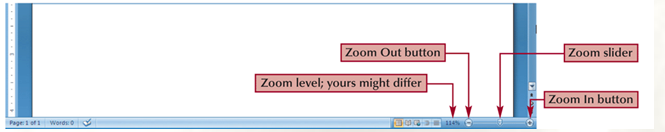 Zoom Out button
Zoom slider
Zoom level; yours might differ
Zoom In button
Page: 1 of 1 Words: 0 114%